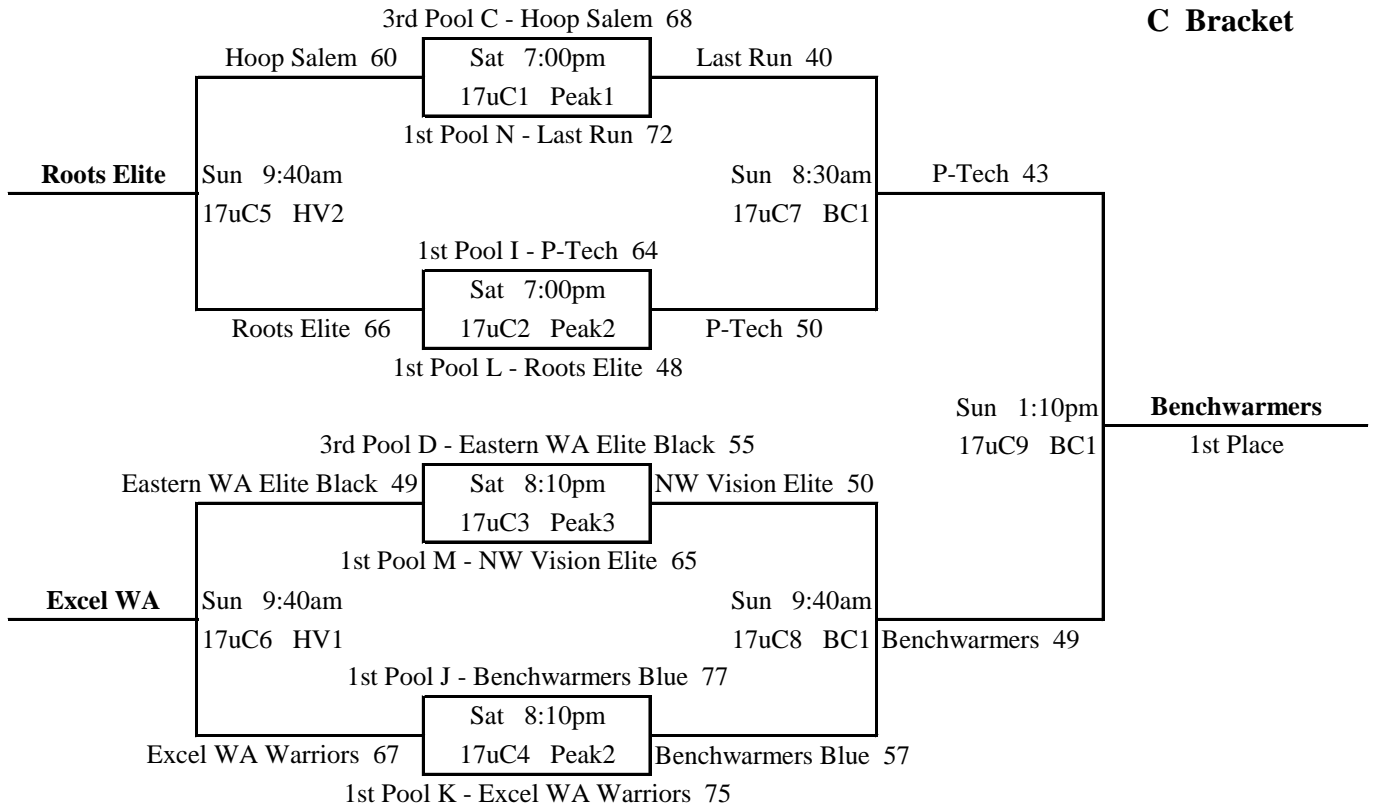 3rd Pool C - Hoop Salem 68
C Bracket
Hoop Salem 60
Sat 7:00pm
Last Run 40
17uC1 Peak1
1st Pool N - Last Run 72
Roots Elite
Sun 9:40am
Sun 8:30am
P-Tech 43
17uC5 HV2
17uC7 BC1
1st Pool I - P-Tech 64
Sat 7:00pm
Roots Elite 66
17uC2 Peak2
P-Tech 50
1st Pool L - Roots Elite 48
Sun 1:10pm
Benchwarmers
3rd Pool D - Eastern WA Elite Black 55
17uC9 BC1
1st Place
Eastern WA Elite Black 49
Sat 8:10pm
NW Vision Elite 50
17uC3 Peak3
1st Pool M - NW Vision Elite 65
Excel WA
Sun 9:40am
Sun 9:40am
17uC6 HV1
17uC8 BC1
Benchwarmers 49
1st Pool J - Benchwarmers Blue 77
Sat 8:10pm
Excel WA Warriors 67
17uC4 Peak2
Benchwarmers Blue 57
1st Pool K - Excel WA Warriors 75